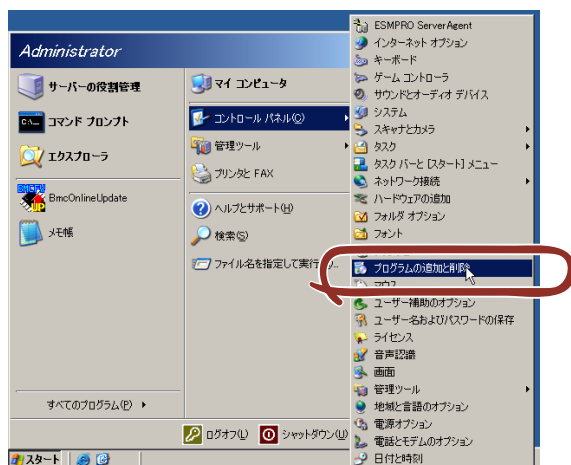 Administrator
サーバーの役割管理
コマンド プロンプト
エクスプローラ
BmcOnlineUpdate
メモ帳
すべてのプログラム(P)
マイ コンピュータ
コントロール パネル(C)
管理ツール
プリンタと FAX
ヘルプとサポート(H)
検索(S)
ファイル名を指定して実行
ログオフ(L)
シャットダウン(U)
スタート
ESMPRO ServerAgent
インターネット オプション
キーボード
ゲーム コントローラ
サウンドとオーディオ デバイス
システム
スキャナとカメラ
タスク
タスク バーと [スタート] メニュー
ネットワーク接続
ハードウェアの追加
フォルダ オプション
フォント
プログラムの追加と削除
マウス
ユーザー補助のオプション
ユーザー名およびパスワードの保存
ライセンス
音声認識
画面
管理ツール
地域と言語のオプション
電源オプション
電話とモデムのオプション
日付と時刻